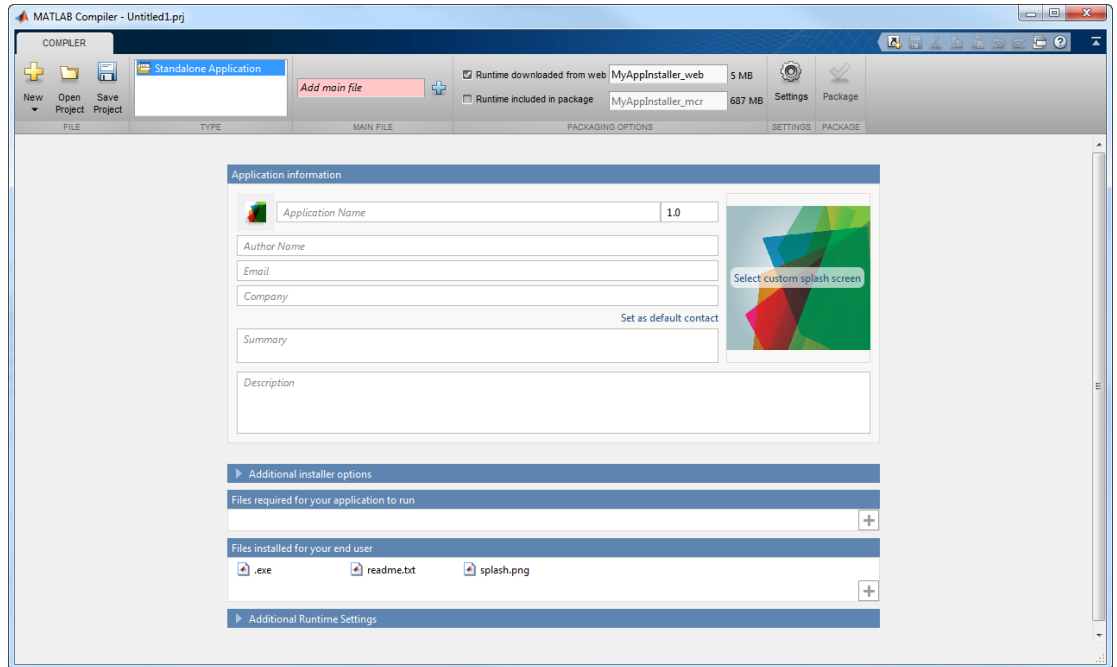 MATLAB Compiler - Untitled1.prj
COMPILER
New
Open Project
Save Project
FILE
Standalone Application
TYPE
Add main file
MAIN FILE
Runtime downloaded from web MyAppInstaller_web 5 MB
Runtime included in package MyAppInstaller_mcr 687 MB
PACKAGING OPTIONS
Settings
SETTINGS
Package
PACKAGE
Application information
Application Name 1.0
Author Name
Email
Company
Set as default contact
Select custom splash screen
Summary
Description
Additional installer options
Files required for your application to run
Files installed for your end user
.exe readme.txt splash.png
Additional Runtime Settings